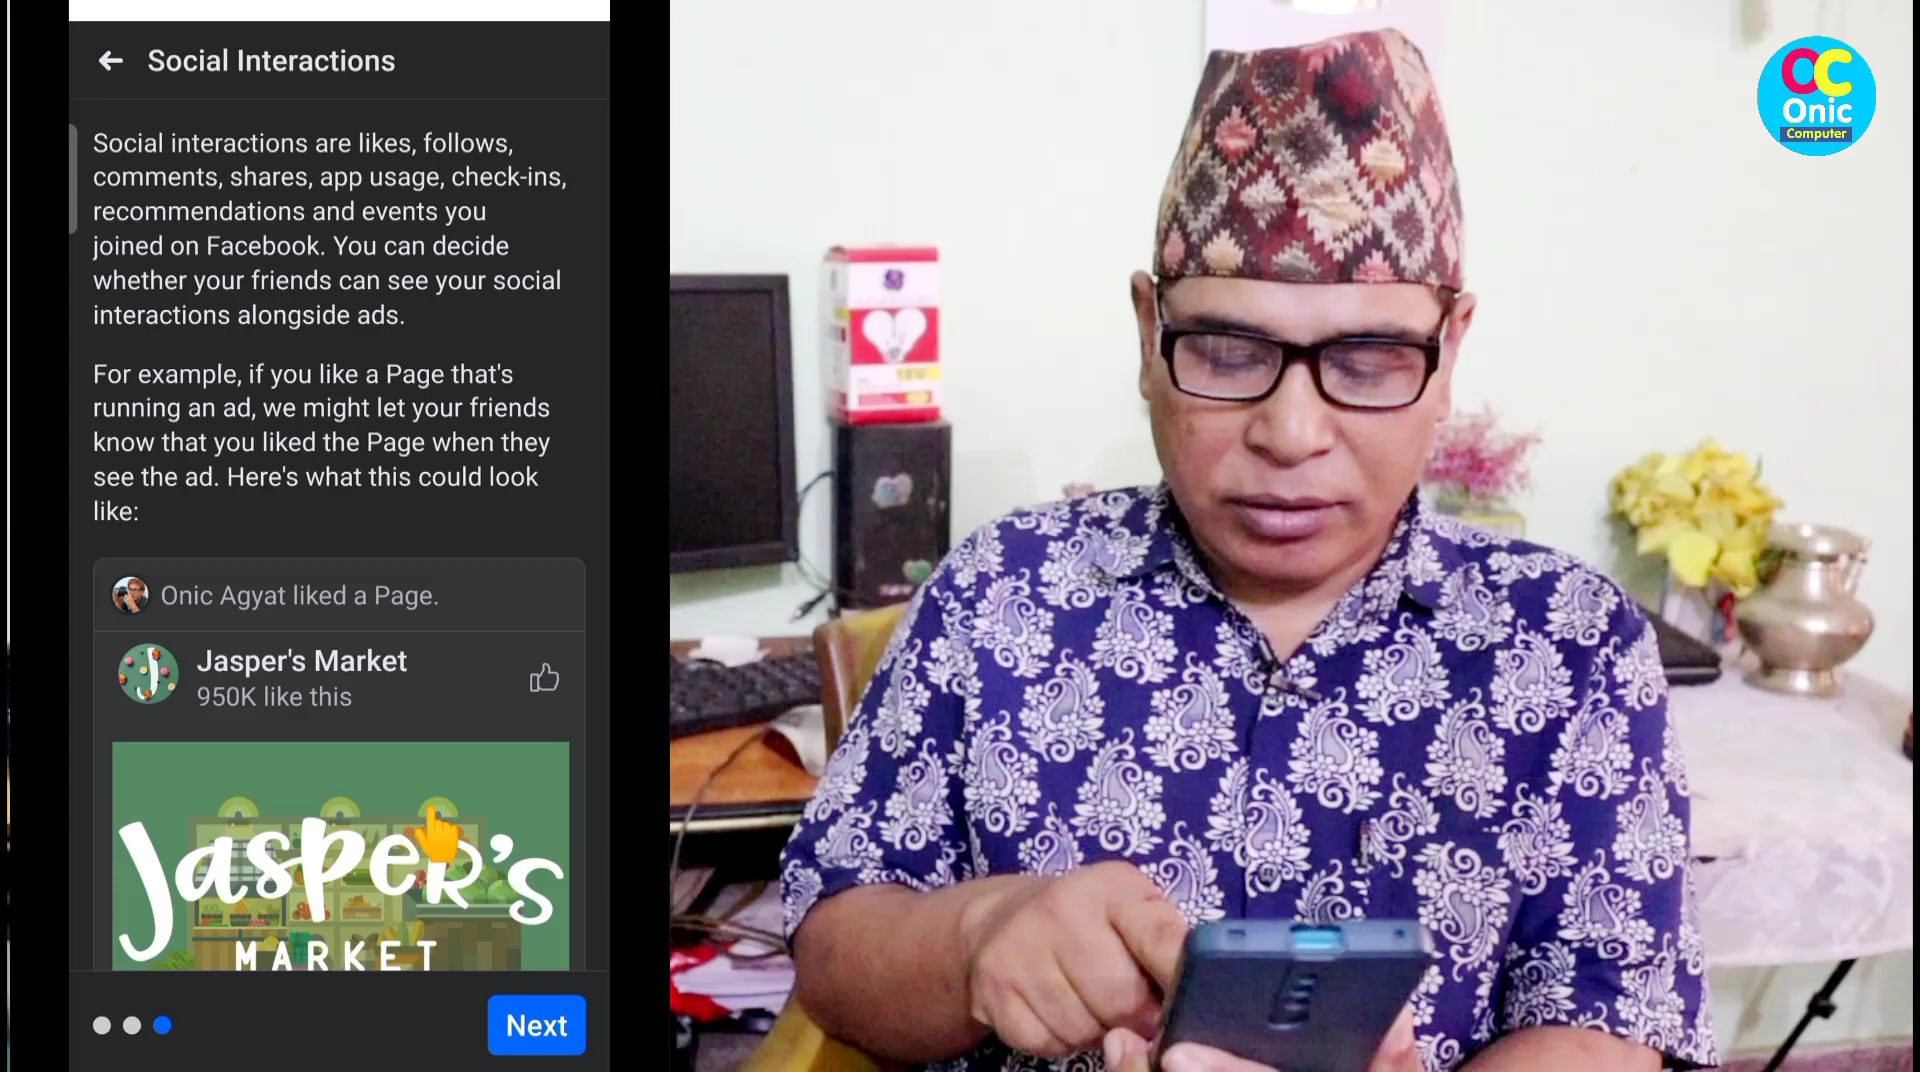 Social Interactions
Social interactions are likes, follows,
comments, shares, app usage, check-ins,
recommendations and events you
joined on Facebook. You can decide
whether your friends can see your social
interactions alongside ads.
For example, if you like a Page that's
running an ad, we might let your friends
know that you liked the Page when they
see the ad. Here's what this could look
like:
Onic Agyat liked a Page.
Jasper's Market
950K like this
Jasper's
MARKET
Next
OC
Onic
Computer